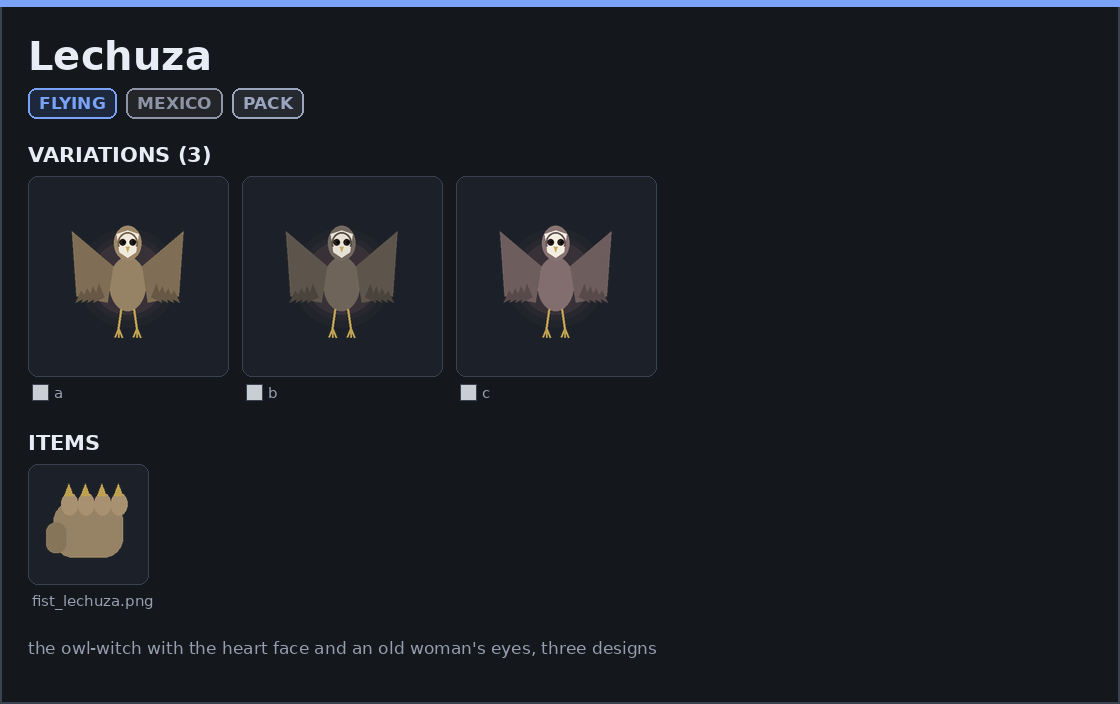 Lechuza
FLYING MEXICO PACK
VARIATIONS (3)
a b c
ITEMS
fist_lechuza.png
the owl-witch with the heart face and an old woman's eyes, three designs